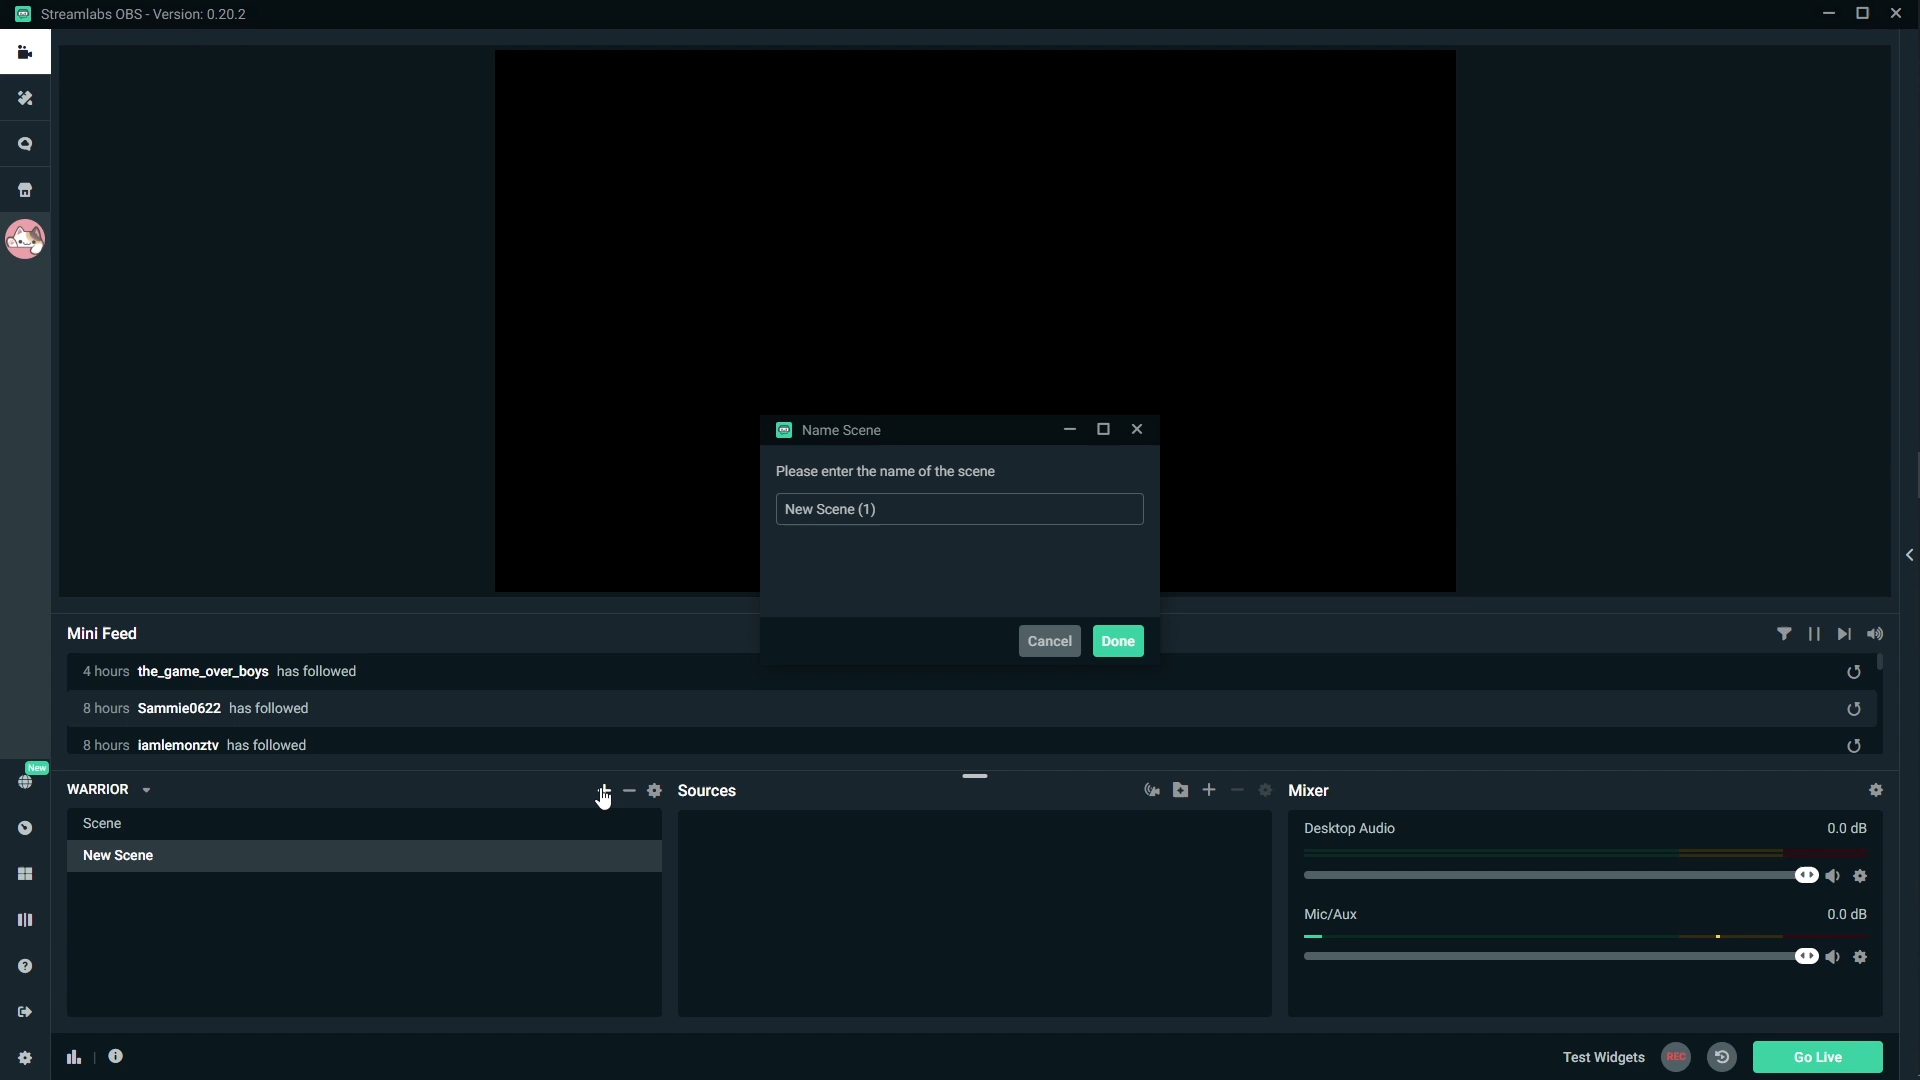 Streamlabs OBS - Version: 0.20.2
Name Scene
Please enter the name of the scene
New Scene (1)
Cancel
Done
Mini Feed
4 hours the_game_over_boys has followed
8 hours Sammie0622 has followed
8 hours iamlemonztv has followed
New
WARRIOR
Scene
New Scene
Sources
Mixer
Desktop Audio 0.0 dB
Mic/Aux 0.0 dB
Test Widgets
REC
Go Live